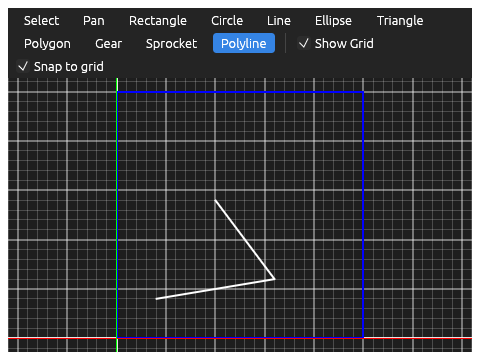 Select Pan Rectangle Circle Line Ellipse Triangle
Polygon Gear Sprocket Polyline Show Grid
Snap to grid